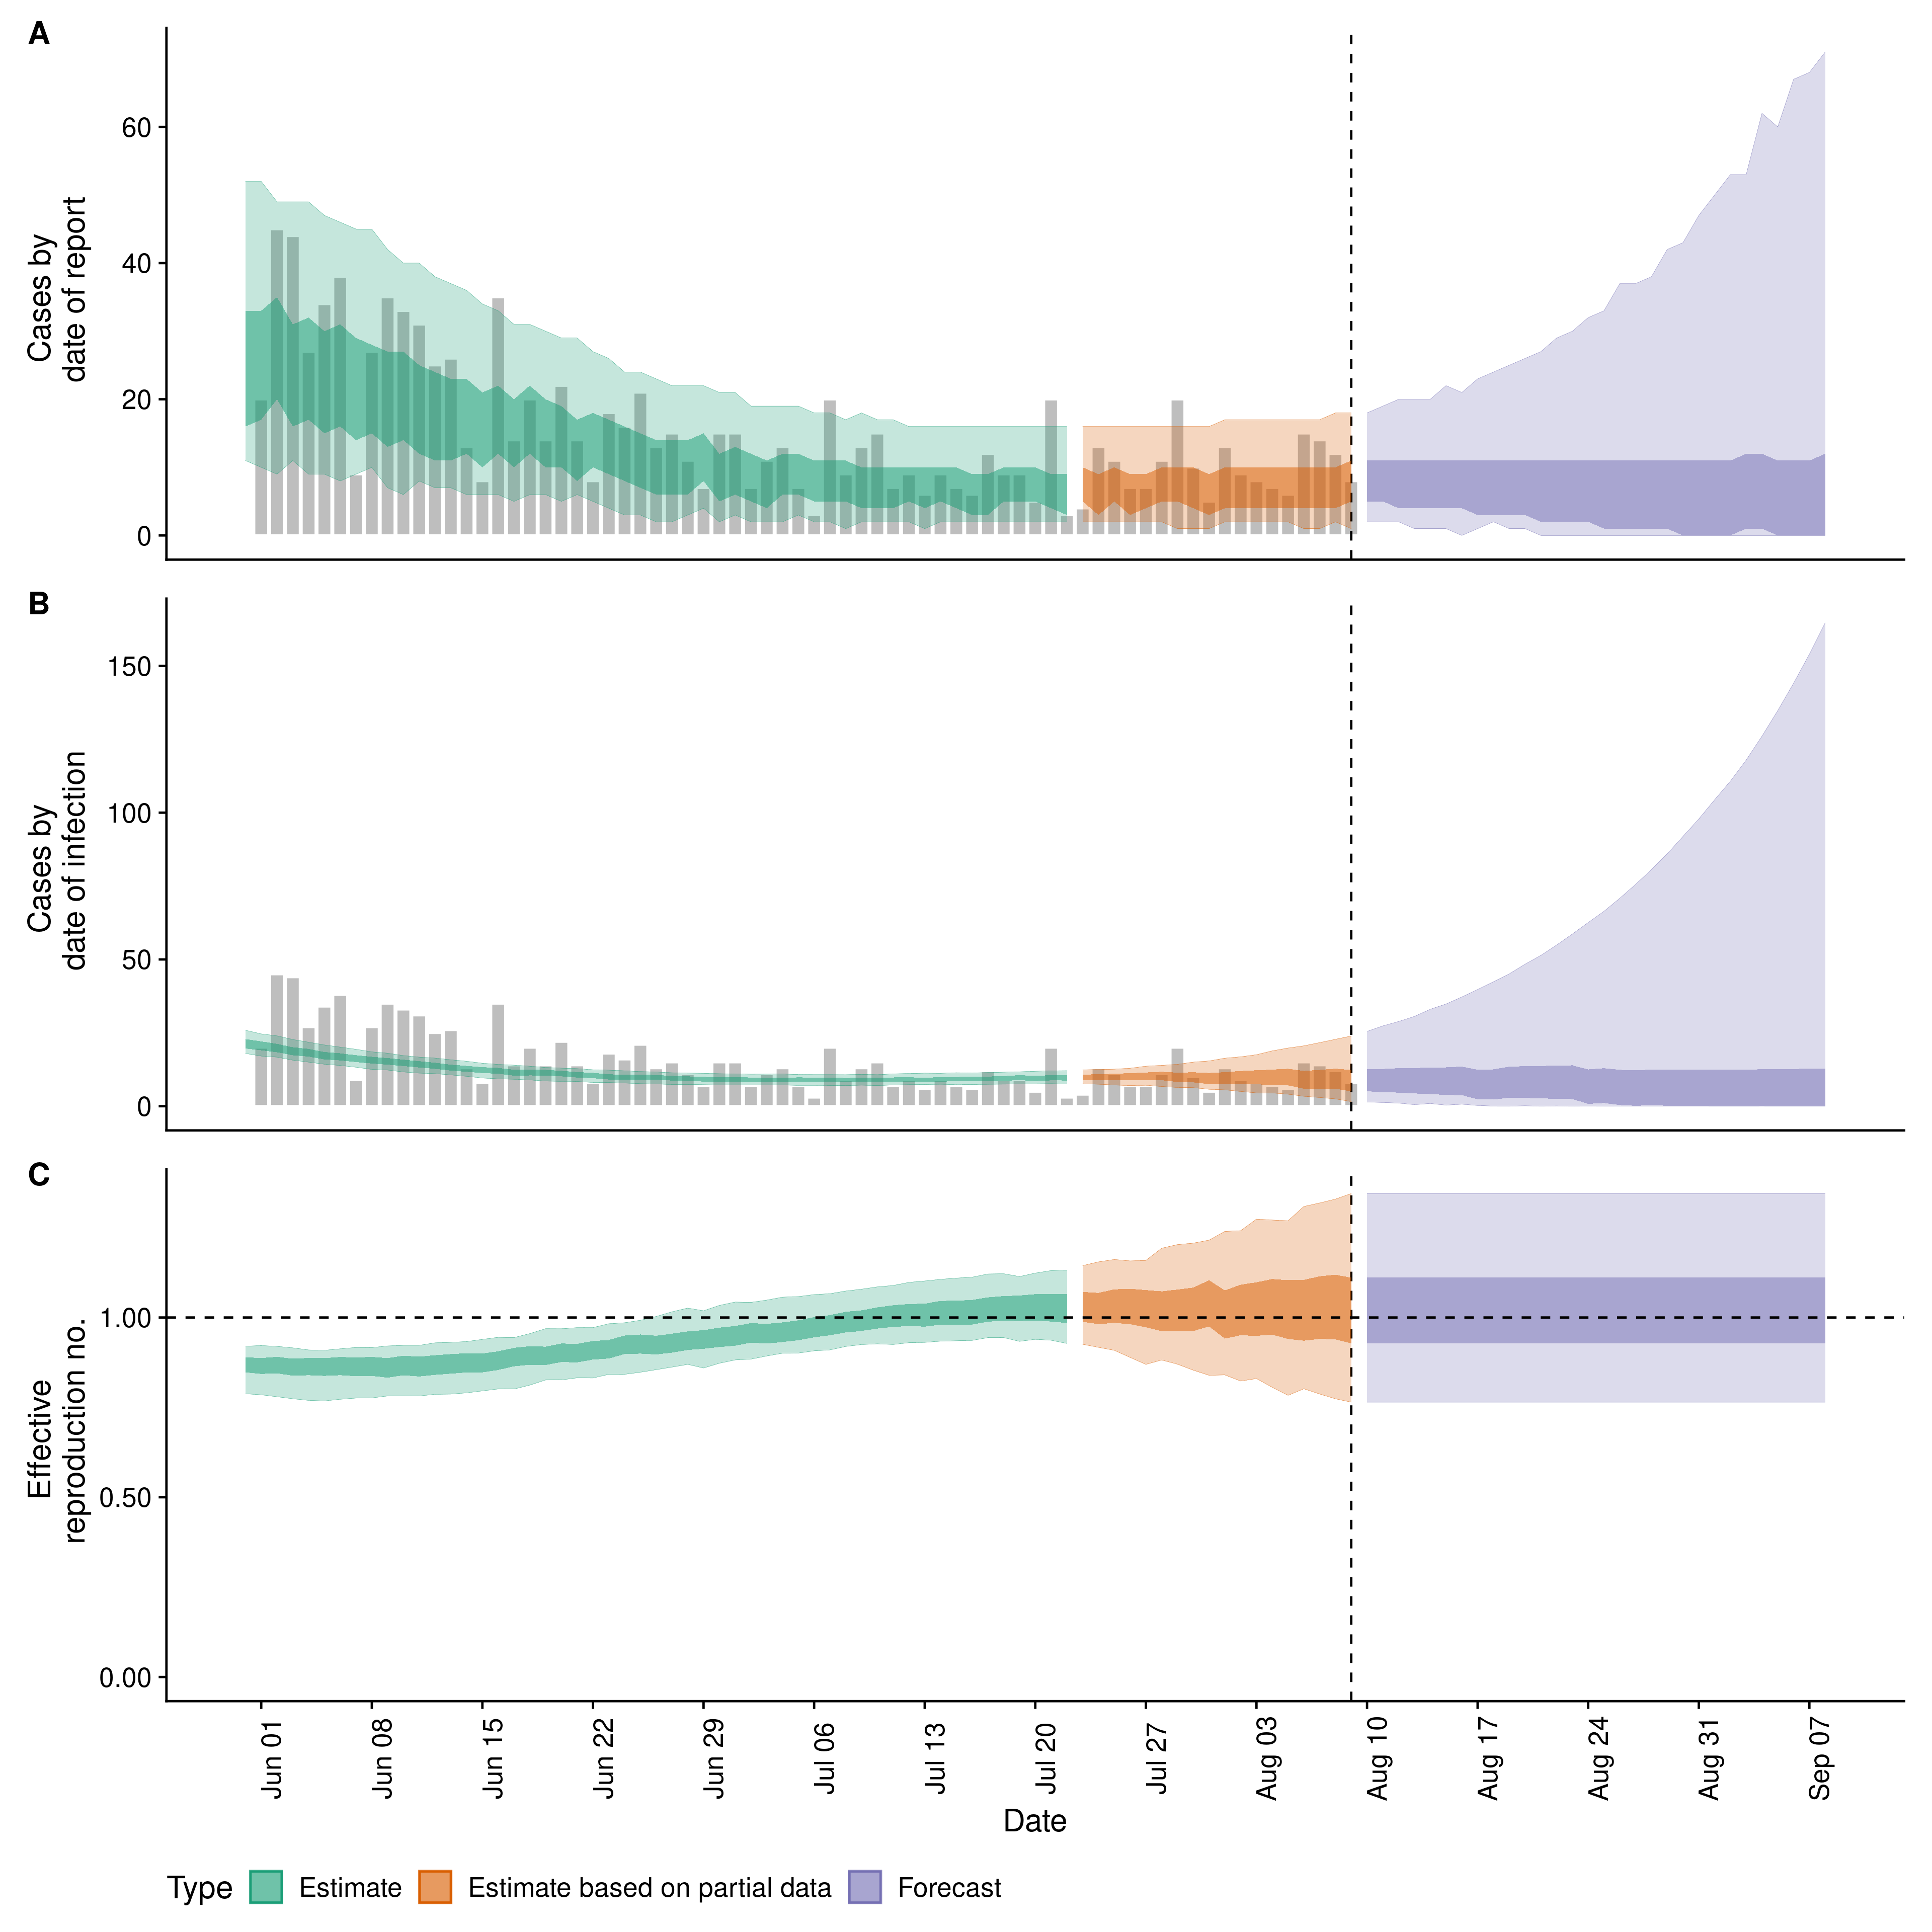 A
Cases by
date of report
60
40
20
0
B
Cases by
date of infection
150
100
50
0
C
Effective
reproduction no.
1.00
0.50
0.00
Jun 01
Jun 08
Jun 15
Jun 22
Jun 29
Jul 06
Jul 13
Jul 20
Jul 27
Aug 03
Aug 10
Aug 17
Aug 24
Aug 31
Sep 07
Date
Type Estimate Estimate based on partial data Forecast